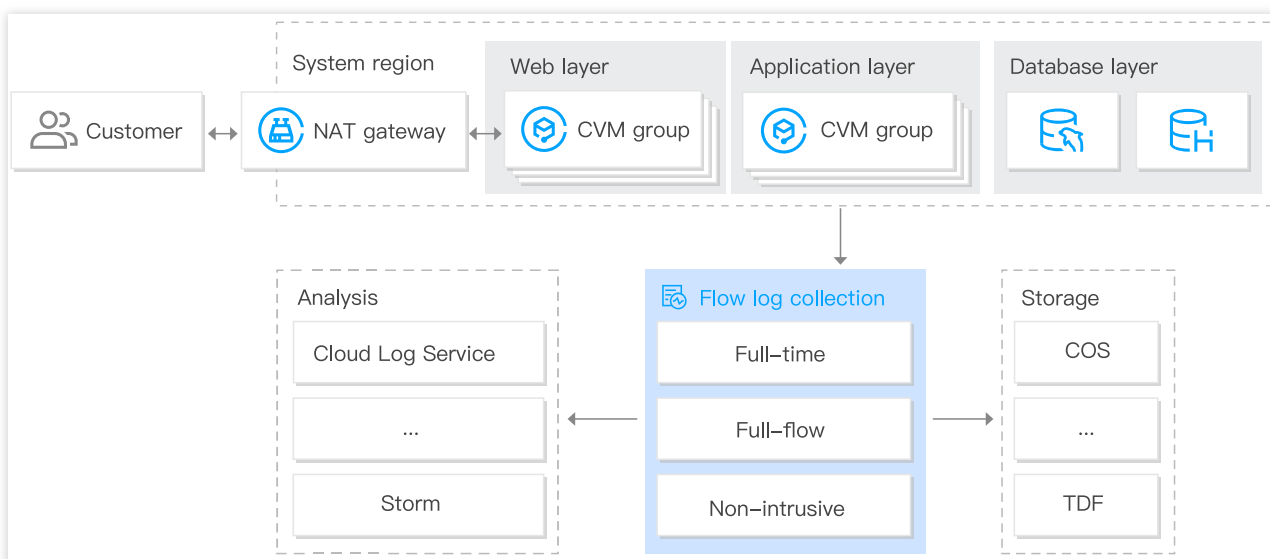 System region
Web layer
Application layer
Database layer
Customer
NAT gateway
CVM group
CVM group
Analysis
Cloud Log Service
...
Storm
Flow log collection
Full-time
Full-flow
Non-intrusive
Storage
COS
...
TDF